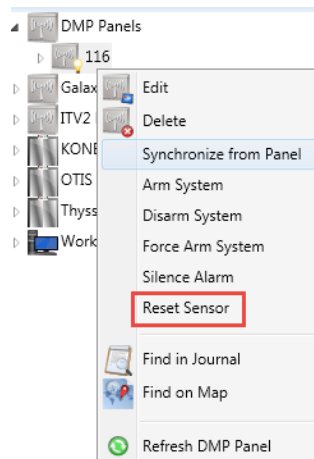 DMP Panels
116
Galax
Edit
ITV2
Delete
KONE
Synchronize from Panel
OTIS
Arm System
Thyss
Disarm System
Work
Force Arm System
Silence Alarm
Reset Sensor
Find in Journal
Find on Map
Refresh DMP Panel